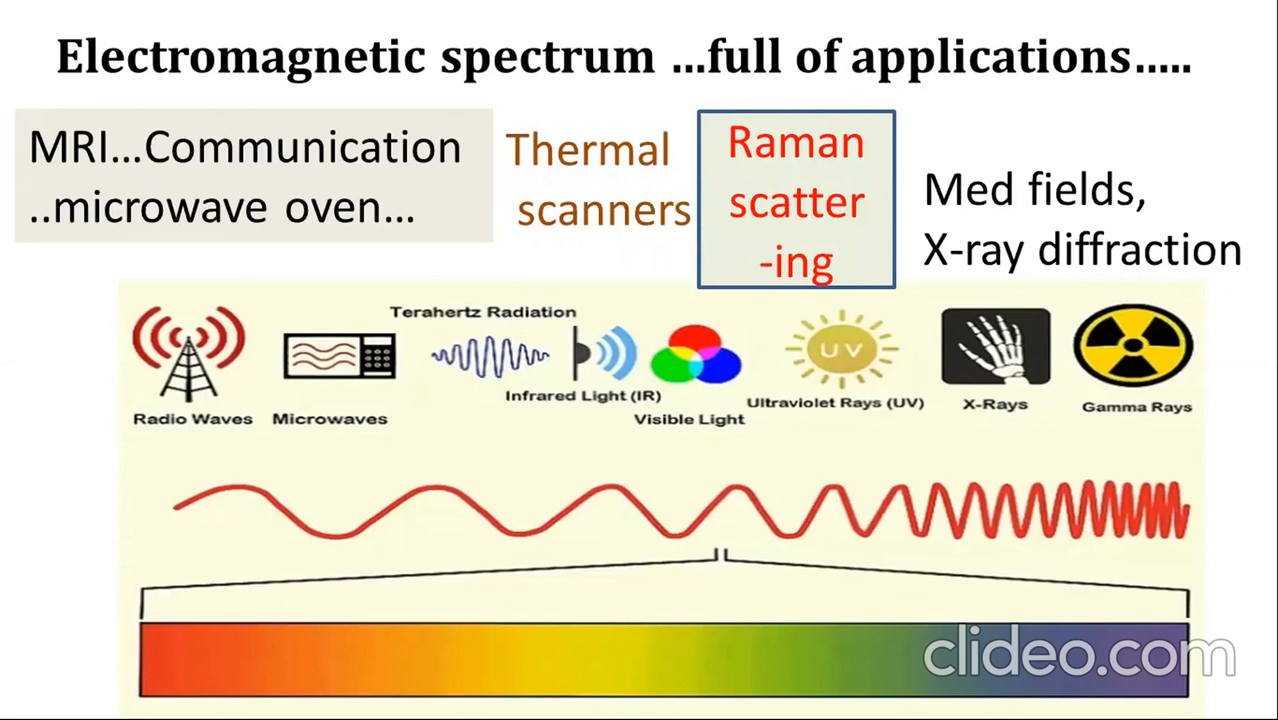 Electromagnetic spectrum ...full of applications.....
MRI...Communication
..microwave oven...
Thermal
scanners
Raman
scatter
-ing
Med fields,
X-ray diffraction
Terahertz Radiation
UV
Infrared Light (IR)
Radio Waves
Microwaves
Visible Light
Ultraviolet Rays (UV)
X-Rays
Gamma Rays
clideo.com